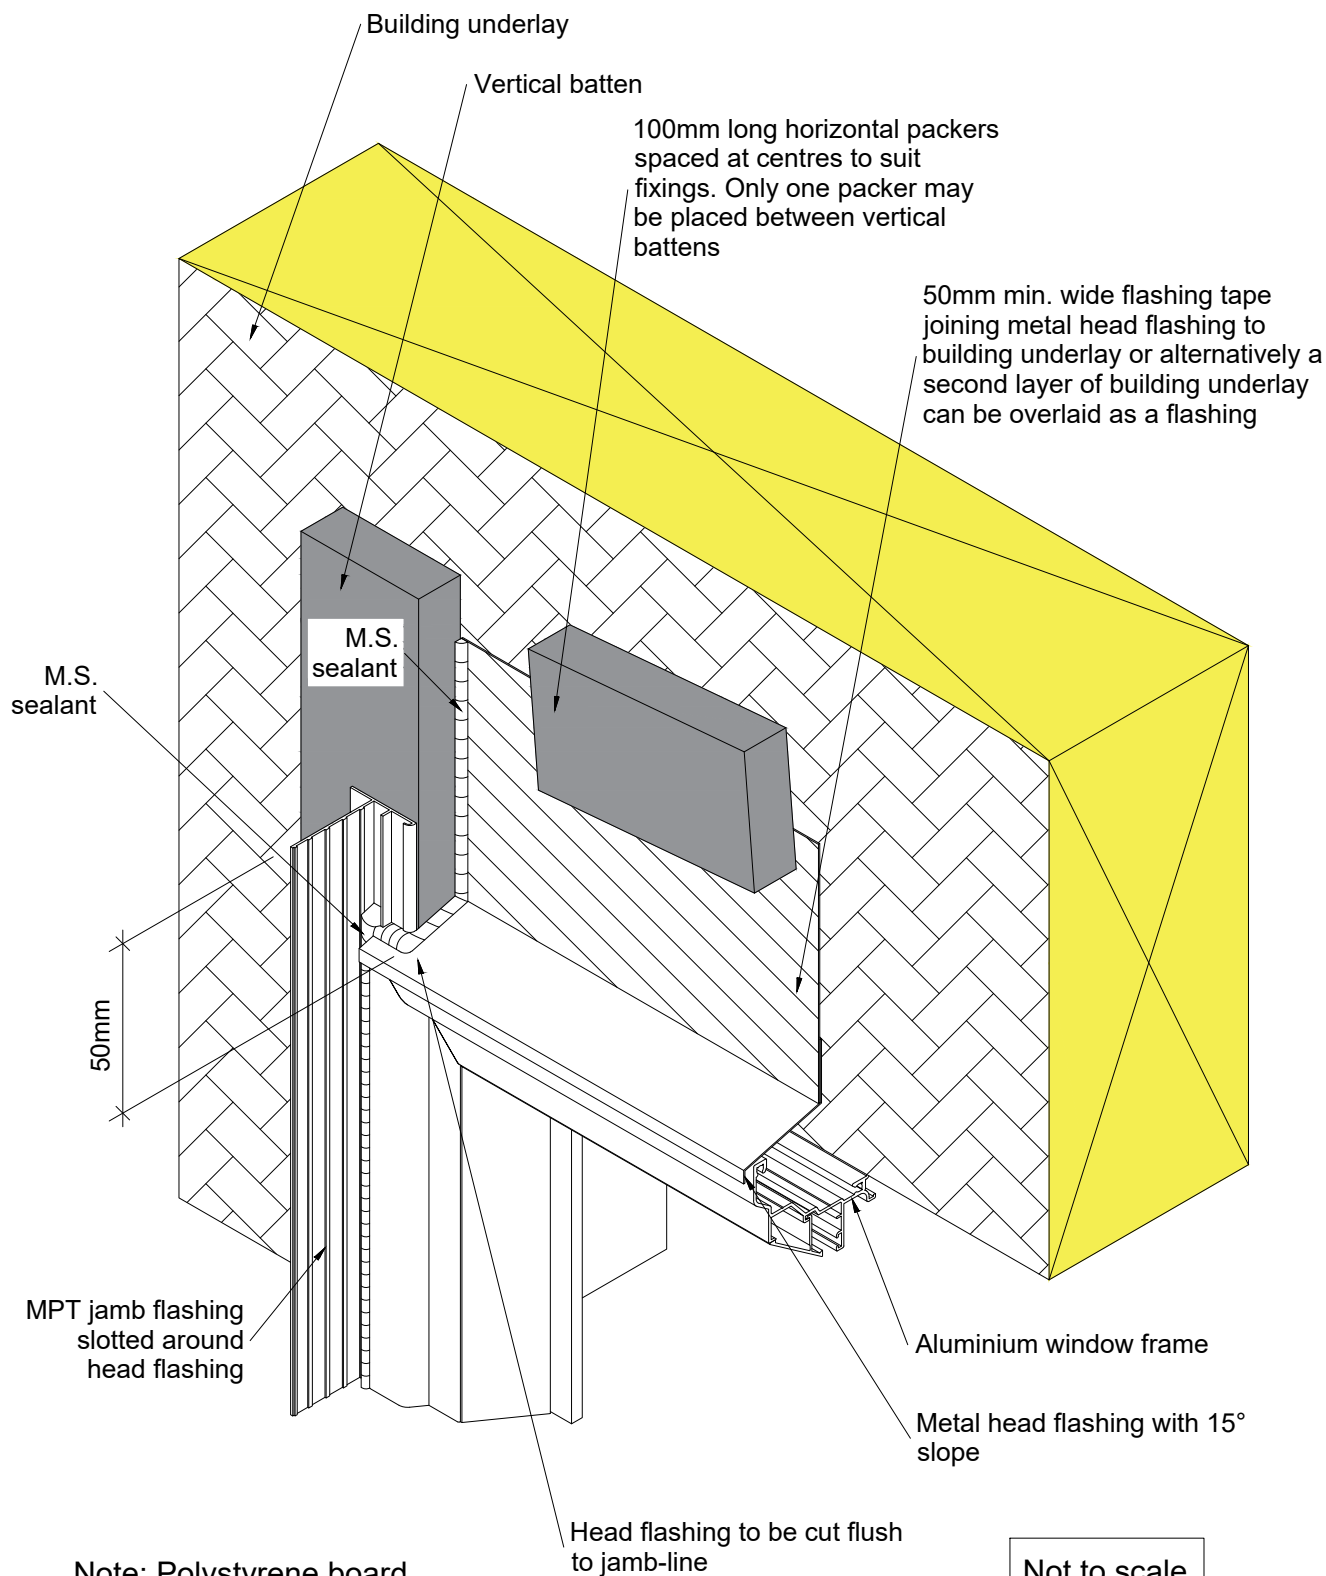 Building underlay
Vertical batten
100mm long horizontal packers
spaced at centres to suit
fixings. Only one packer may
be placed between vertical
battens
50mm min. wide flashing tape
joining metal head flashing to
building underlay or alternatively a
second layer of building underlay
can be overlaid as a flashing
M.S.
sealant
M.S.
sealant
50mm
MPT jamb flashing
slotted around
head flashing
Aluminium window frame
Metal head flashing with 15°
slope
Head flashing to be cut flush
to jamb-line
Note: Polystyrene board
Not to scale